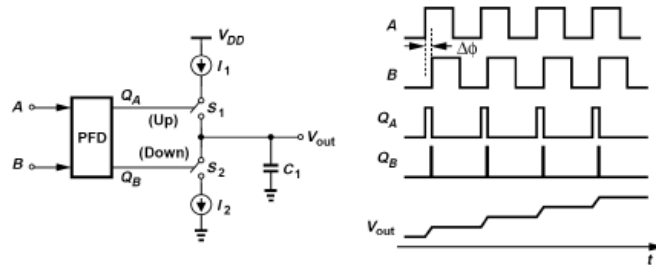 V_DD
I_1
A
Q_A
S_1
(Up)
PFD
V_out
(Down)
B
Q_B
S_2
C_1
I_2
A
Δϕ
B
Q_A
Q_B
V_out
t